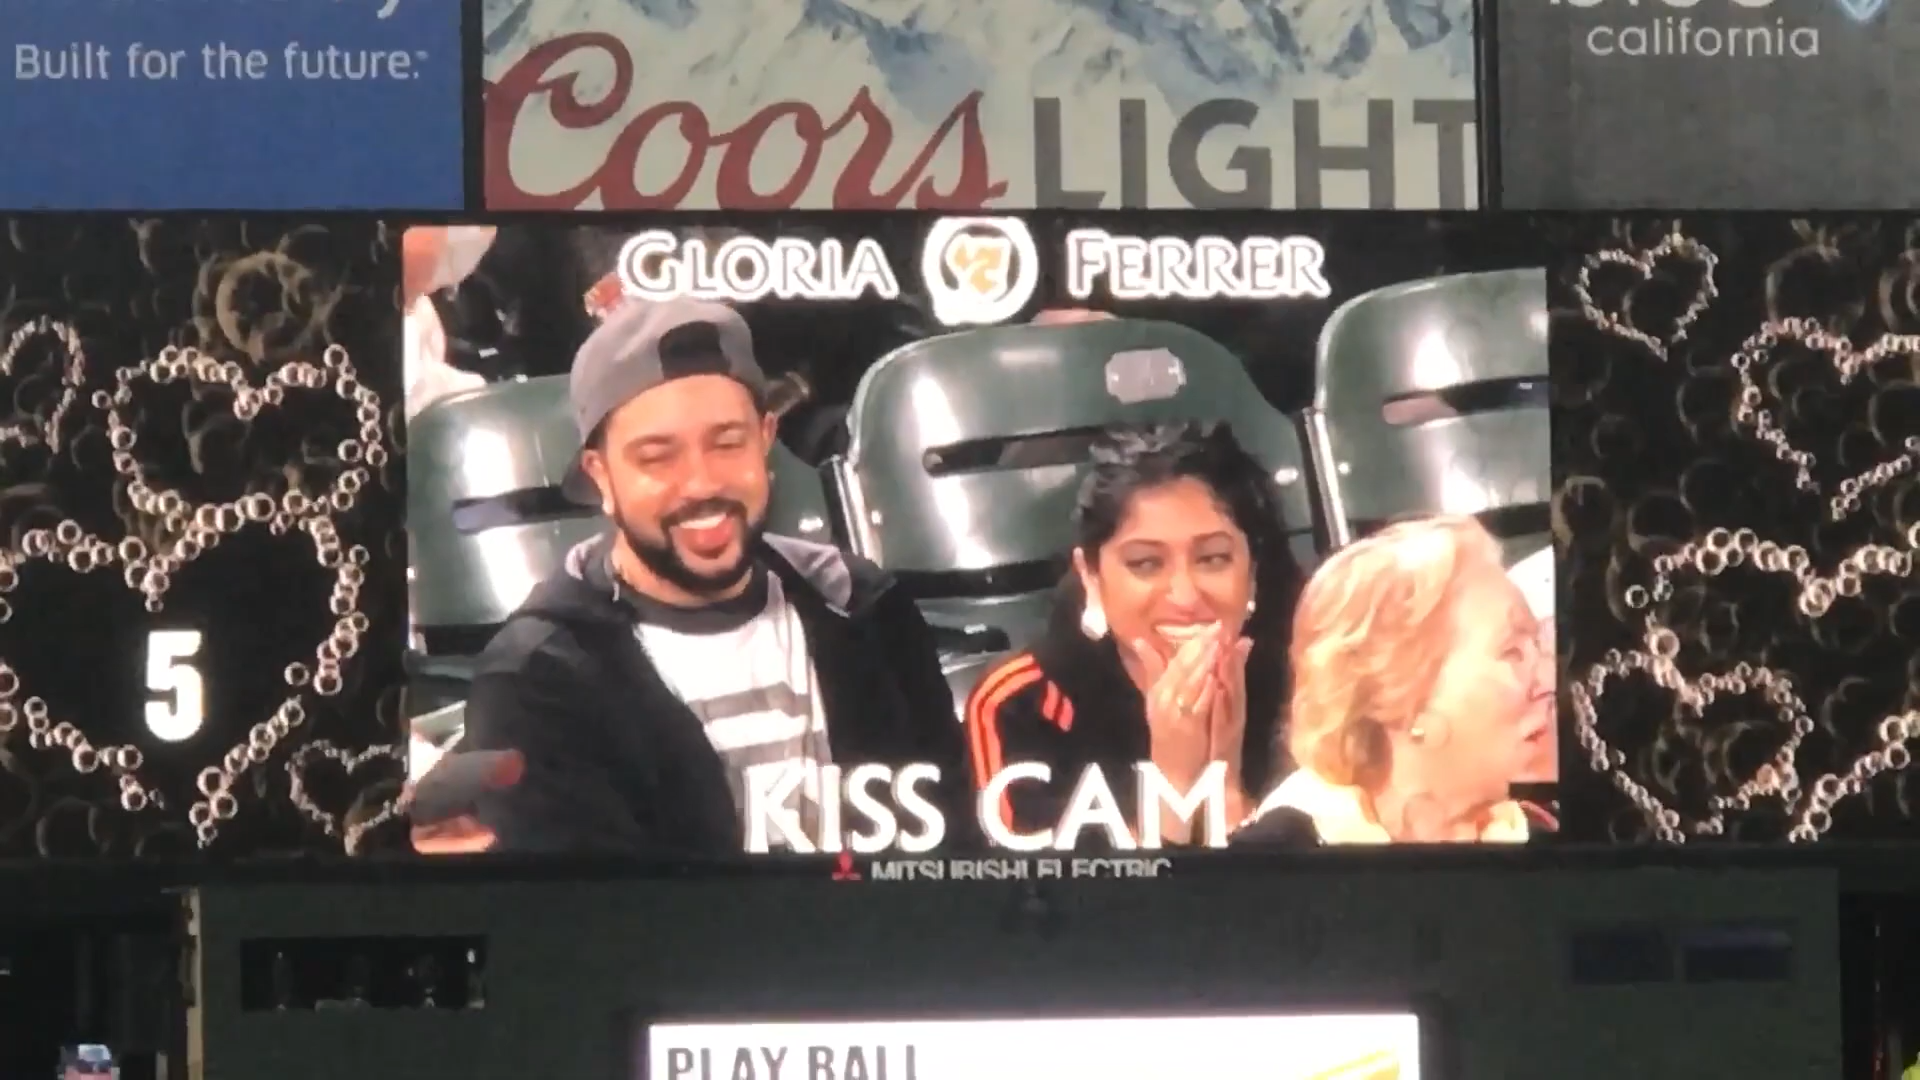 Built for the future.
Coors LIGHT
california
GLORIA FERRER
5
KISS CAM
MITSUBISHI ELECTRIC
PLAY BALL